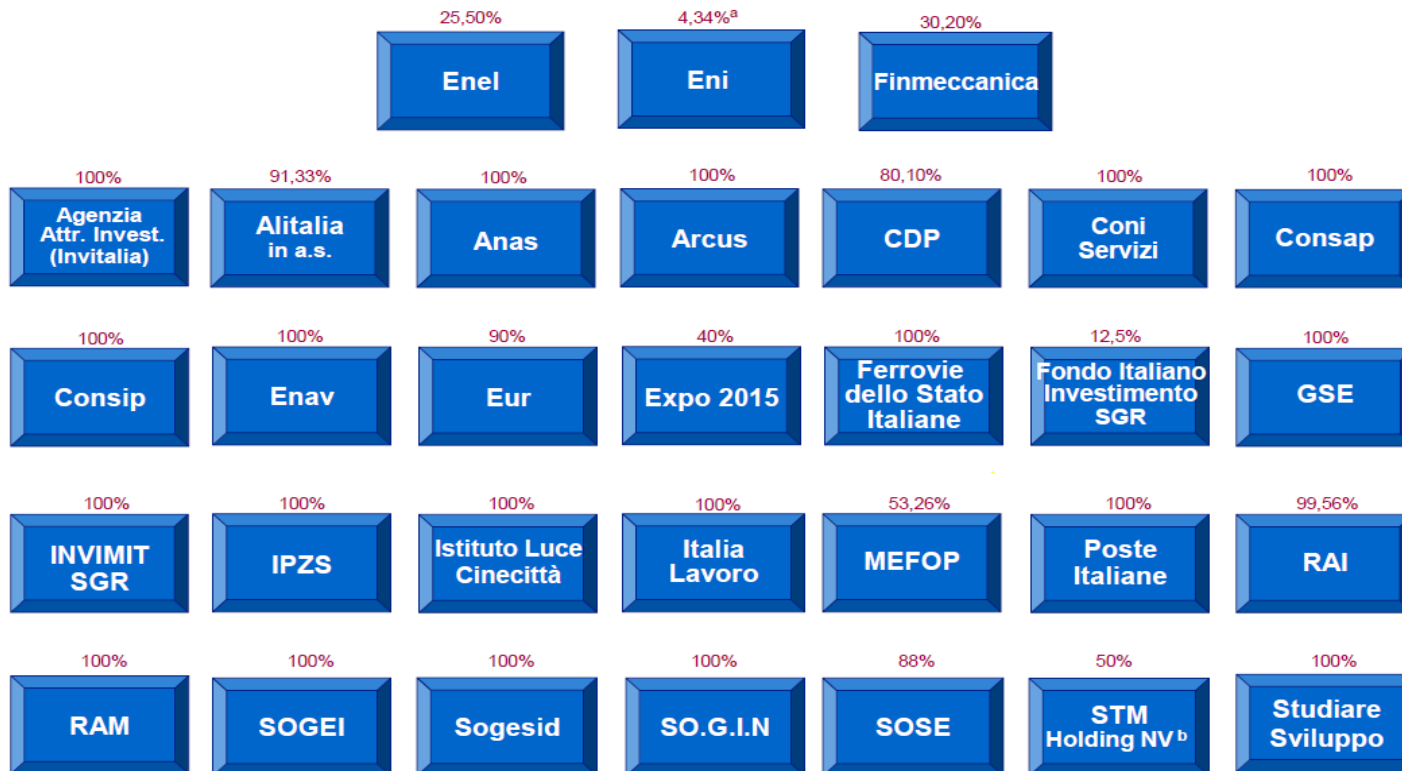 25,50%
4,34%ª
30,20%
Enel
Eni
Finmeccanica
100%
91,33%
100%
100%
80,10%
100%
100%
Agenzia
Attr. Invest.
(Invitalia)
Alitalia
in a.s.
Anas
Arcus
CDP
Coni
Servizi
Consap
100%
100%
90%
40%
100%
12,5%
100%
Consip
Enav
Eur
Expo 2015
Ferrovie
dello Stato
Italiane
Fondo Italiano
Investimento
SGR
GSE
100%
100%
100%
100%
53,26%
100%
99,56%
INVIMIT
SGR
IPZS
Istituto Luce
Cinecittà
Italia
Lavoro
MEFOP
Poste
Italiane
RAI
100%
100%
100%
100%
88%
50%
100%
RAM
SOGEI
Sogesid
SO.G.I.N
SOSE
STM
Holding NV b
Studiare
Sviluppo